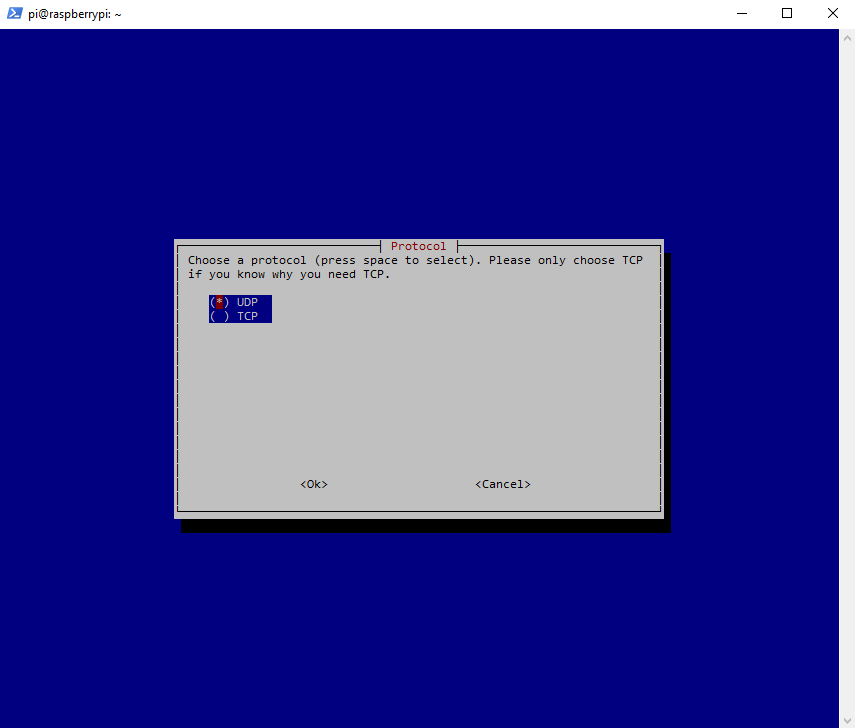 pi@raspberrypi: ~
Protocol
Choose a protocol (press space to select). Please only choose TCP
if you know why you need TCP.
(*) UDP
( ) TCP
<Ok> <Cancel>